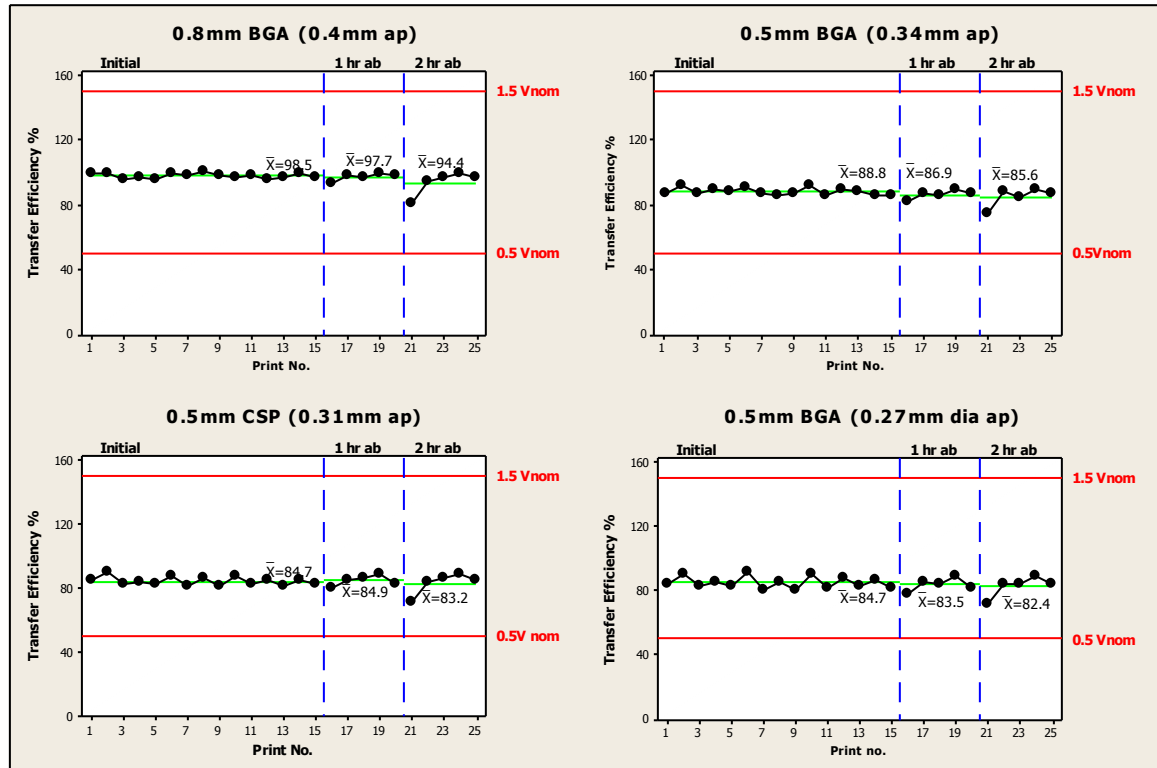 0.8mm BGA (0.4mm ap)
Initial 1 hr ab 2 hr ab
160
1.5 Vnom
120
X̅=98.5 X̅=97.7 X̅=94.4
80
0.5 Vnom
40
0
Transfer Efficiency %
1 3 5 7 9 11 13 15 17 19 21 23 25
Print No.
0.5mm BGA (0.34mm ap)
Initial 1 hr ab 2 hr ab
160
1.5 Vnom
120
X̅=88.8 X̅=86.9 X̅=85.6
80
0.5Vnom
40
0
Transfer Efficiency %
1 3 5 7 9 11 13 15 17 19 21 23 25
Print No.
0.5mm CSP (0.31mm ap)
Initial 1 hr ab 2 hr ab
160
1.5 Vnom
120
X̅=84.7 X̅=84.9 X̅=83.2
80
0.5V nom
40
0
Transfer Efficiency %
1 3 5 7 9 11 13 15 17 19 21 23 25
Print No.
0.5mm BGA (0.27mm dia ap)
Initial 1 hr ab 2 hr ab
160
1.5 Vnom
120
80
X̅=84.7 X̅=83.5 X̅=82.4
0.5 Vnom
40
0
Transfer Efficiency %
1 3 5 7 9 11 13 15 17 19 21 23 25
Print no.